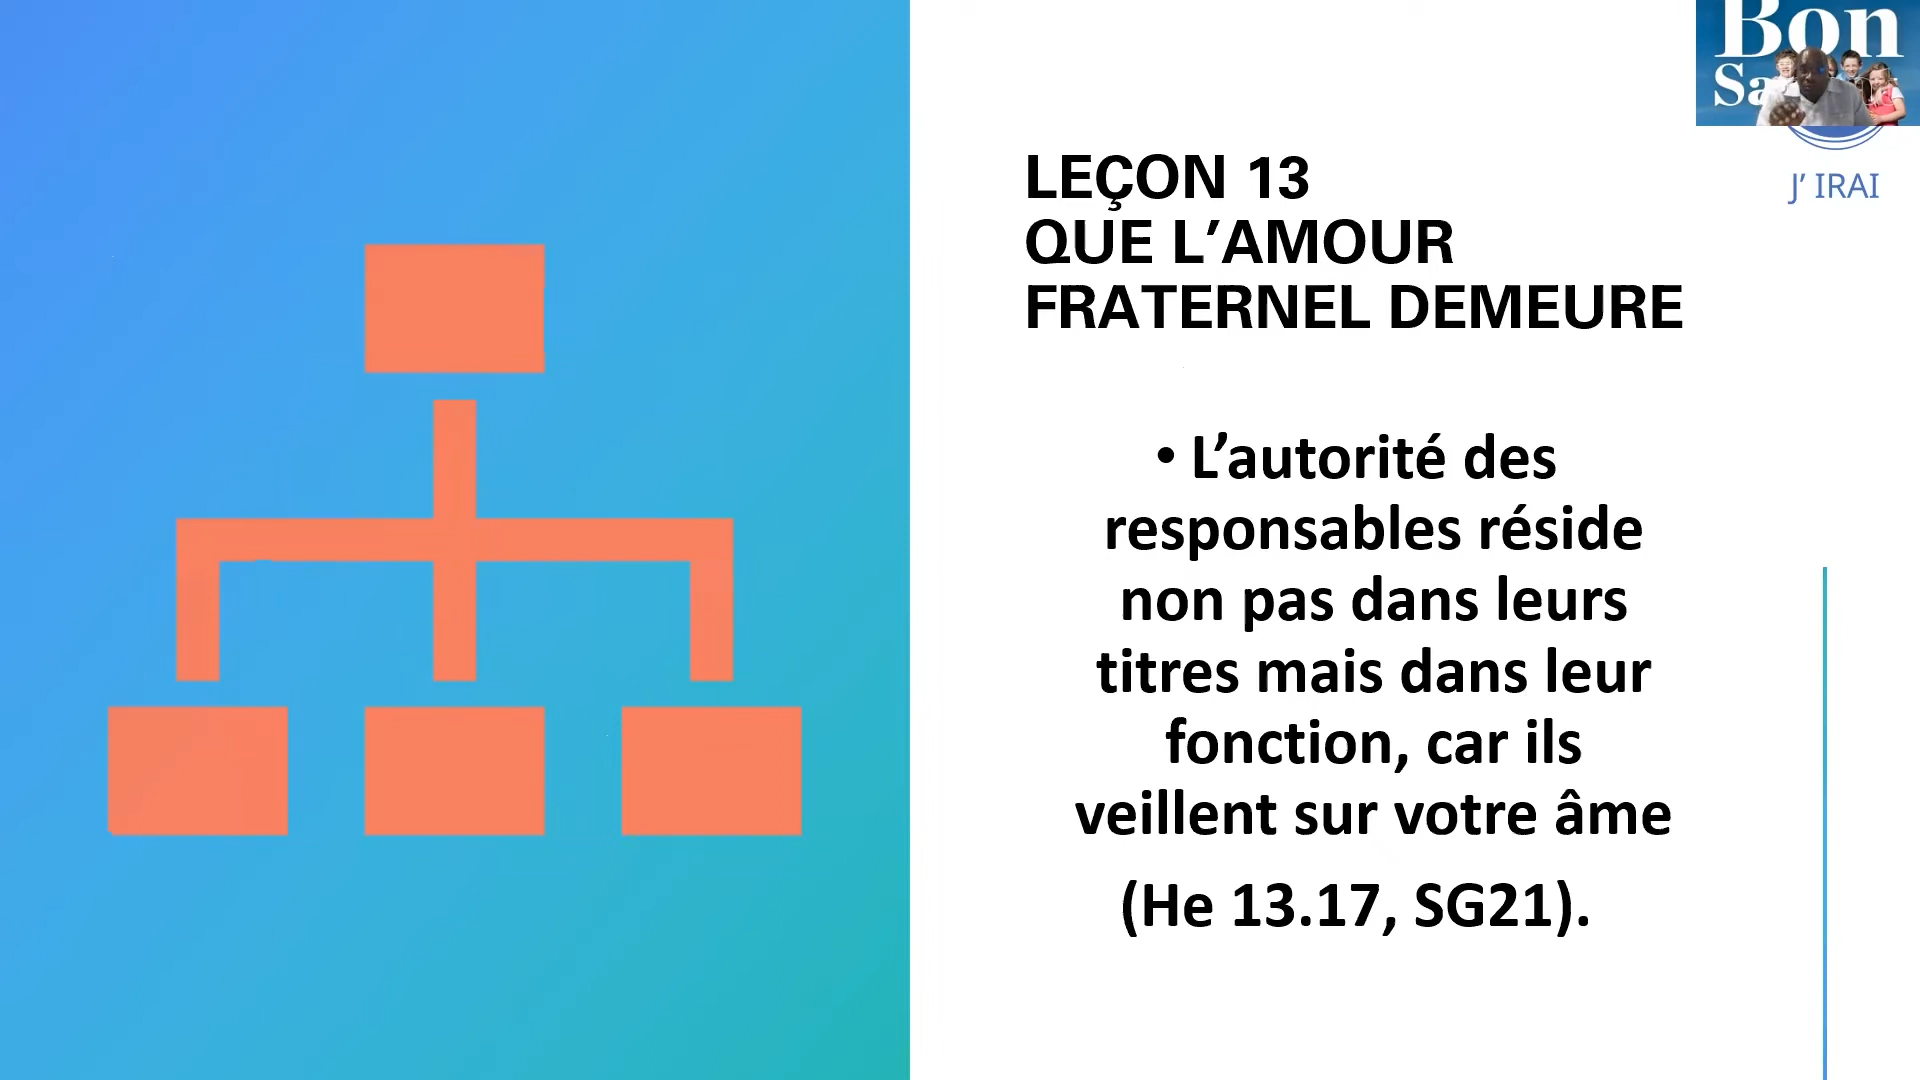 Bon
Sa
J’ IRAI
LEÇON 13
QUE L’AMOUR
FRATERNEL DEMEURE
• L’autorité des
responsables réside
non pas dans leurs
titres mais dans leur
fonction, car ils
veillent sur votre âme
(He 13.17, SG21).